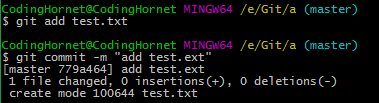 CodingHornet@CodingHornet MINGW64 /e/Git/a (master)
$ git add test.txt
CodingHornet@CodingHornet MINGW64 /e/Git/a (master)
$ git commit -m "add test.ext"
[master 779a464] add test.ext
 1 file changed, 0 insertions(+), 0 deletions(-)
 create mode 100644 test.txt